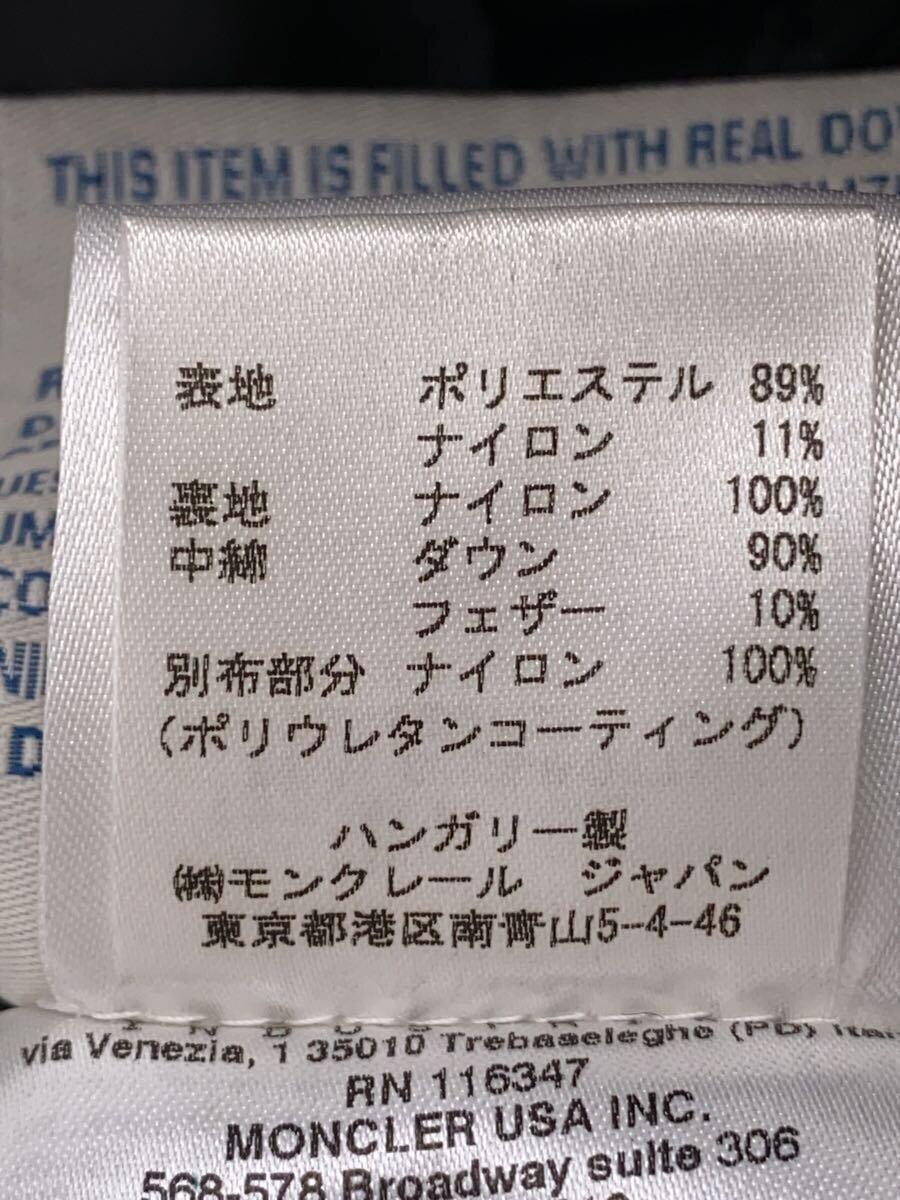 THIS ITEM IS FILLED WITH REAL
表地 ポリエステル 89%
ナイロン 11%
裏地 ナイロン 100%
中綿 ダウン 90%
フェザー 10%
別布部分 ナイロン 100%
(ポリウレタンコーティング)
ハンガリー製
㈱モンクレール ジャパン
東京都港区南青山5-4-46
via Venezia, 1 35010 Trebaseleghe (PD)
RN 116347
MONCLER USA INC.
568-578 Broadway suite 306